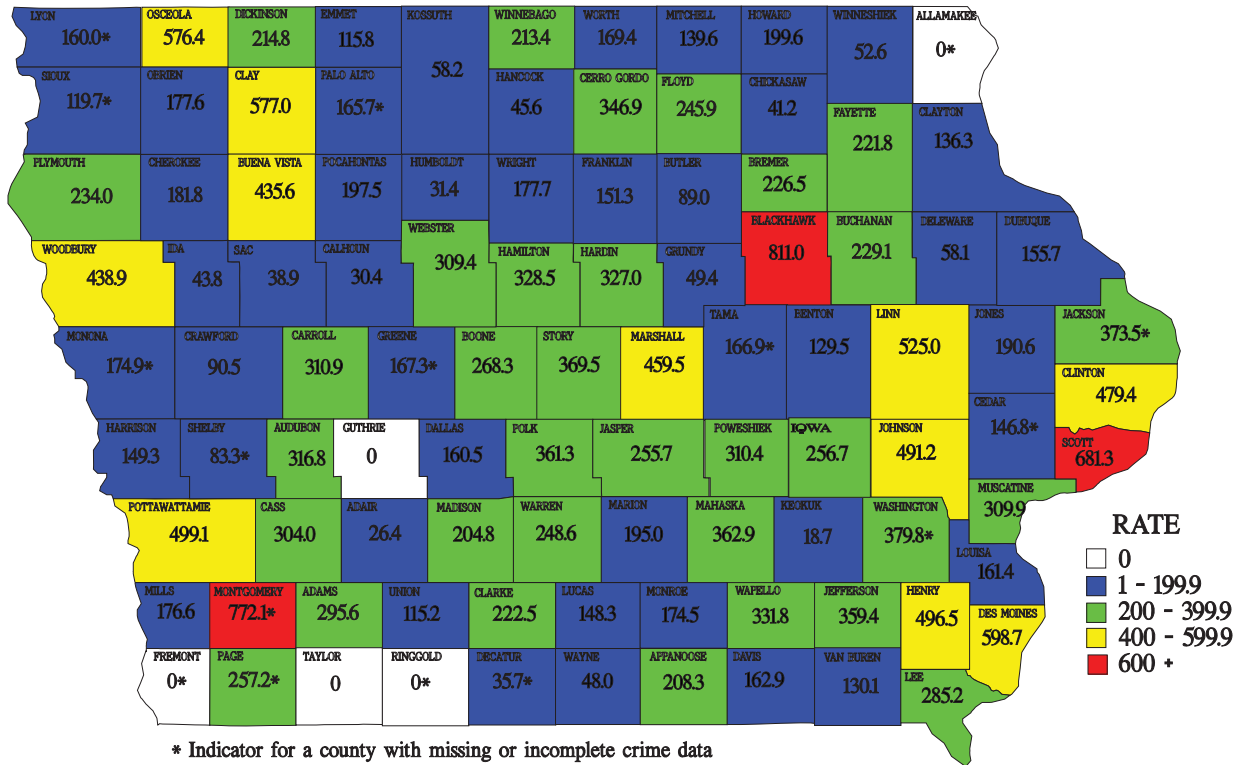 LYON
160.0*
OSCEOLA
576.4
DICKINSON
214.8
EMMET
115.8
KOSSUTH
58.2
WINNEBAGO
213.4
WORTH
169.4
MITCHELL
139.6
HOWARD
199.6
WINNESHIEK
52.6
ALLAMAKEE
0*
SIOUX
119.7*
OBRIEN
177.6
CLAY
577.0
PALO ALTO
165.7*
HANCOCK
45.6
CERRO GORDO
346.9
FLOYD
245.9
CHICKASAW
41.2
FAYETTE
221.8
CLAYTON
136.3
PLYMOUTH
234.0
CHEROKEE
181.8
BUENA VISTA
435.6
POCAHONTAS
197.5
HUMBOLDT
31.4
WRIGHT
177.7
FRANKLIN
151.3
BUTLER
89.0
BREMER
226.5
WOODBURY
438.9
IDA
43.8
SAC
38.9
CALHOUN
30.4
WEBSTER
309.4
HAMILTON
328.5
HARDIN
327.0
GRUNDY
49.4
BLACKHAWK
811.0
BUCHANAN
229.1
DELEWARE
58.1
DUBUQUE
155.7
MONONA
174.9*
CRAWFORD
90.5
CARROLL
310.9
GREENE
167.3*
BOONE
268.3
STORY
369.5
MARSHALL
459.5
TAMA
166.9*
BENTON
129.5
LINN
525.0
JONES
190.6
JACKSON
373.5*
CLINTON
479.4
CEDAR
146.8*
SCOTT
681.3
HARRISON
149.3
SHELBY
83.3*
AUDUBON
316.8
GUTHRIE
0
DALLAS
160.5
POLK
361.3
JASPER
255.7
POWESHIEK
310.4
IOWA
256.7
JOHNSON
491.2
MUSCATINE
309.9
POTTAWATTAMIE
499.1
CASS
304.0
ADAIR
26.4
MADISON
204.8
WARREN
248.6
MARION
195.0
MAHASKA
362.9
KEOKUK
18.7
WASHINGTON
379.8*
LOUISA
161.4
MILLS
176.6
MONTGOMERY
772.1*
ADAMS
295.6
UNION
115.2
CLARKE
222.5
LUCAS
148.3
MONROE
174.5
WAPELLO
331.8
JEFFERSON
359.4
HENRY
496.5
DES MOINES
598.7
FREMONT
0*
PAGE
257.2*
TAYLOR
0
RINGGOLD
0*
DECATUR
35.7*
WAYNE
48.0
APPANOOSE
208.3
DAVIS
162.9
VAN BUREN
130.1
LEE
285.2
RATE
0
1 - 199.9
200 - 399.9
400 - 599.9
600 +
* Indicator for a county with missing or incomplete crime data